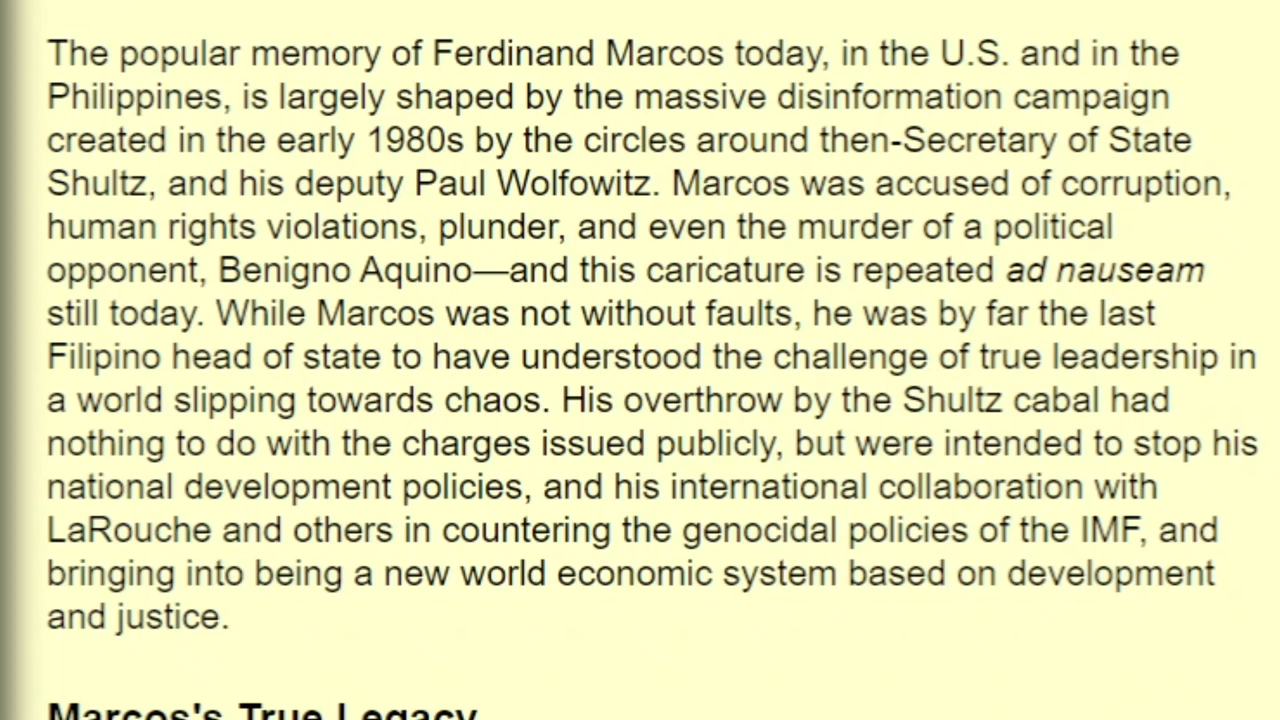 The popular memory of Ferdinand Marcos today, in the U.S. and in the
Philippines, is largely shaped by the massive disinformation campaign
created in the early 1980s by the circles around then-Secretary of State
Shultz, and his deputy Paul Wolfowitz. Marcos was accused of corruption,
human rights violations, plunder, and even the murder of a political
opponent, Benigno Aquino—and this caricature is repeated ad nauseam
still today. While Marcos was not without faults, he was by far the last
Filipino head of state to have understood the challenge of true leadership in
a world slipping towards chaos. His overthrow by the Shultz cabal had
nothing to do with the charges issued publicly, but were intended to stop his
national development policies, and his international collaboration with
LaRouche and others in countering the genocidal policies of the IMF, and
bringing into being a new world economic system based on development
and justice.
Marcos's True Legacy